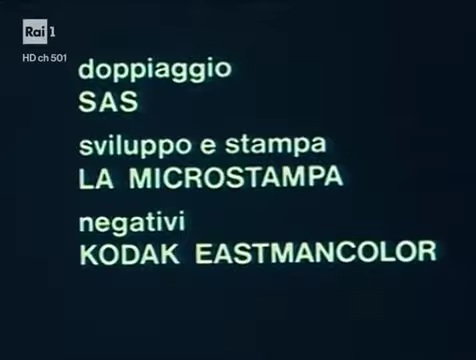 Rai 1
HD ch 501
doppiaggio
SAS
sviluppo e stampa
LA MICROSTAMPA
negativi
KODAK EASTMANCOLOR